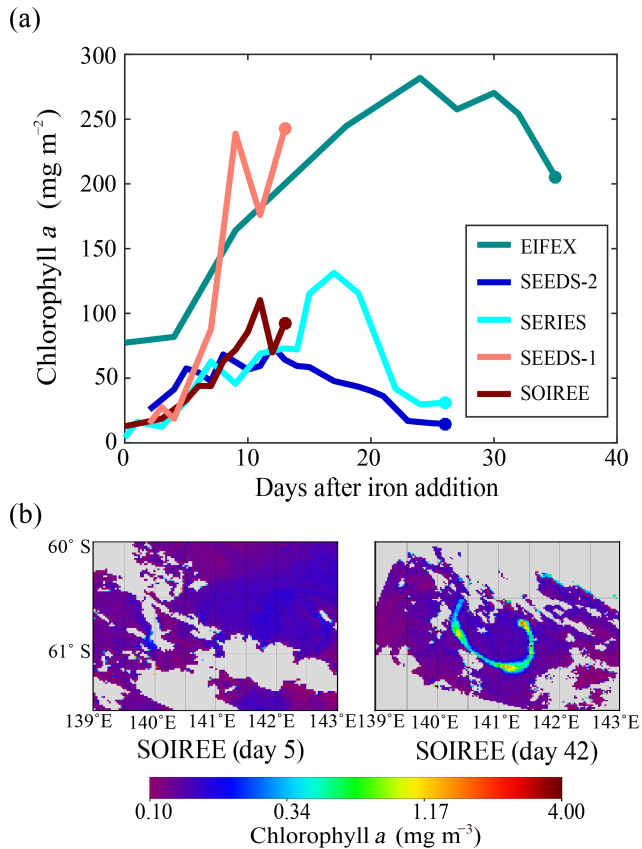 (a)
300
250
200
150
100
50
0
Chlorophyll a (mg m⁻²)
EIFEX
SEEDS-2
SERIES
SEEDS-1
SOIREE
0 10 20 30 40
Days after iron addition
(b)
60° S
61° S
139°E 140°E 141°E 142°E 143°E
139°E 140°E 141°E 142°E 143°E
SOIREE (day 5)
SOIREE (day 42)
0.10 0.34 1.17 4.00
Chlorophyll a (mg m⁻³)